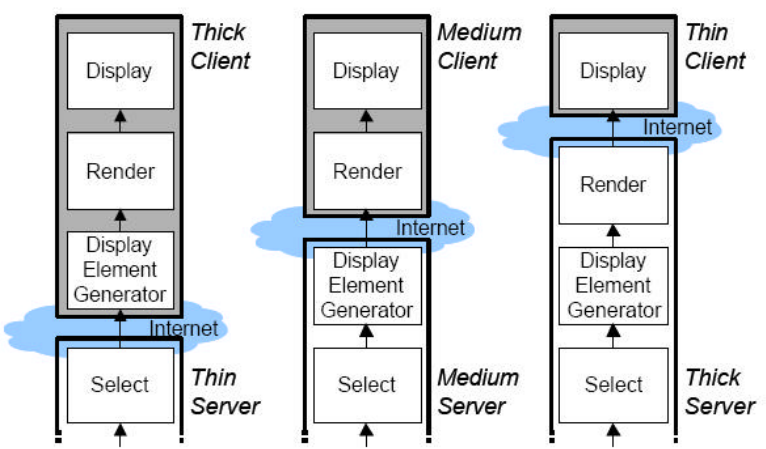 Thick
Client
Display
Render
Display
Element
Generator
Internet
Select
Thin
Server
Medium
Client
Display
Render
Internet
Display
Element
Generator
Select
Medium
Server
Thin
Client
Display
Internet
Render
Display
Element
Generator
Select
Thick
Server